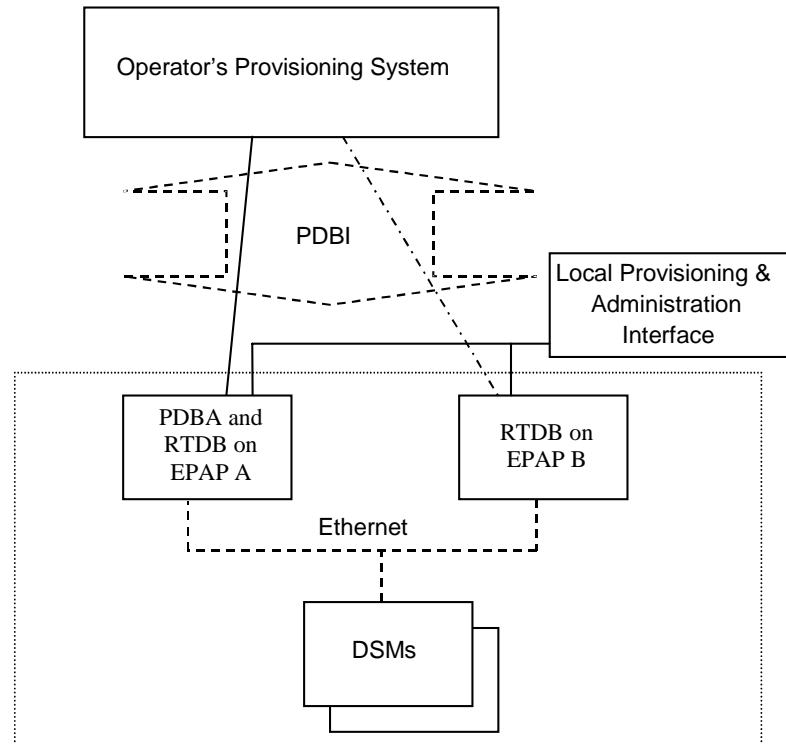 Operator's Provisioning System
PDBI
Local Provisioning &
Administration
Interface
PDBA and
RTDB on
EPAP A
RTDB on
EPAP B
Ethernet
DSMs